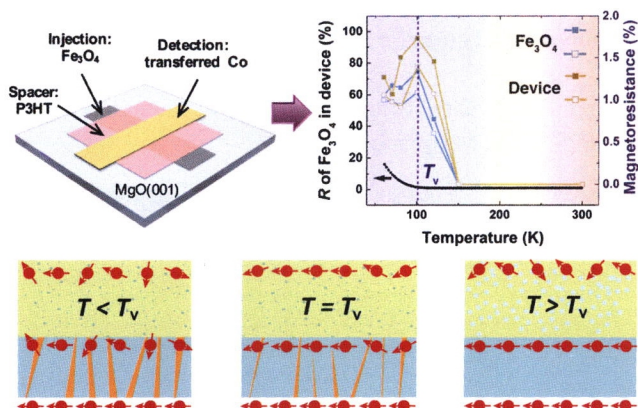 Injection:
Fe₃O₄
Detection:
transferred Co
Spacer:
P3HT
MgO(001)
R of Fe₃O₄ in device (%)
100
80
60
40
20
0
Fe₃O₄
Device
Tᵥ
2.0
1.5
1.0
0.5
0.0
Magnetoresistance (%)
100 200 300
Temperature (K)
T < Tᵥ
T = Tᵥ
T > Tᵥ